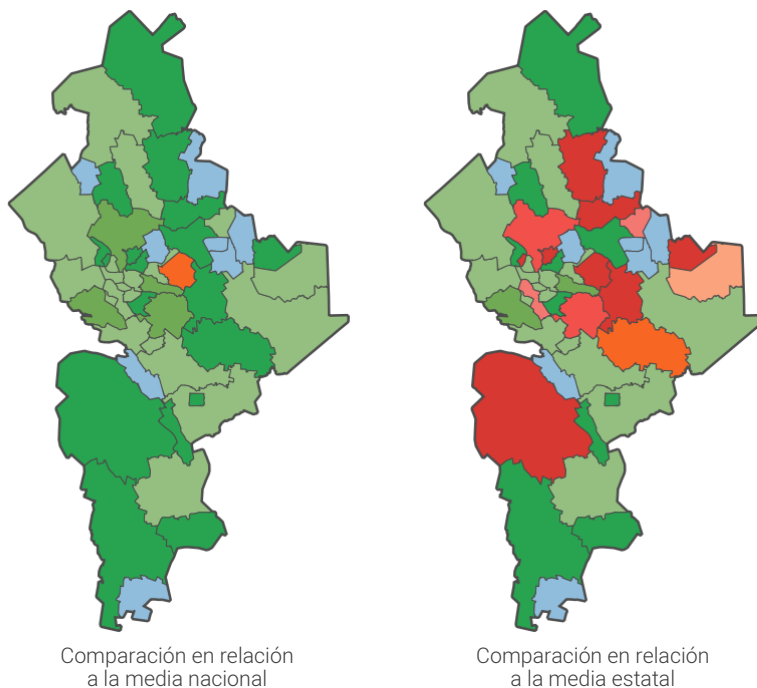 Comparación en relación
a la media nacional
Comparación en relación
a la media estatal